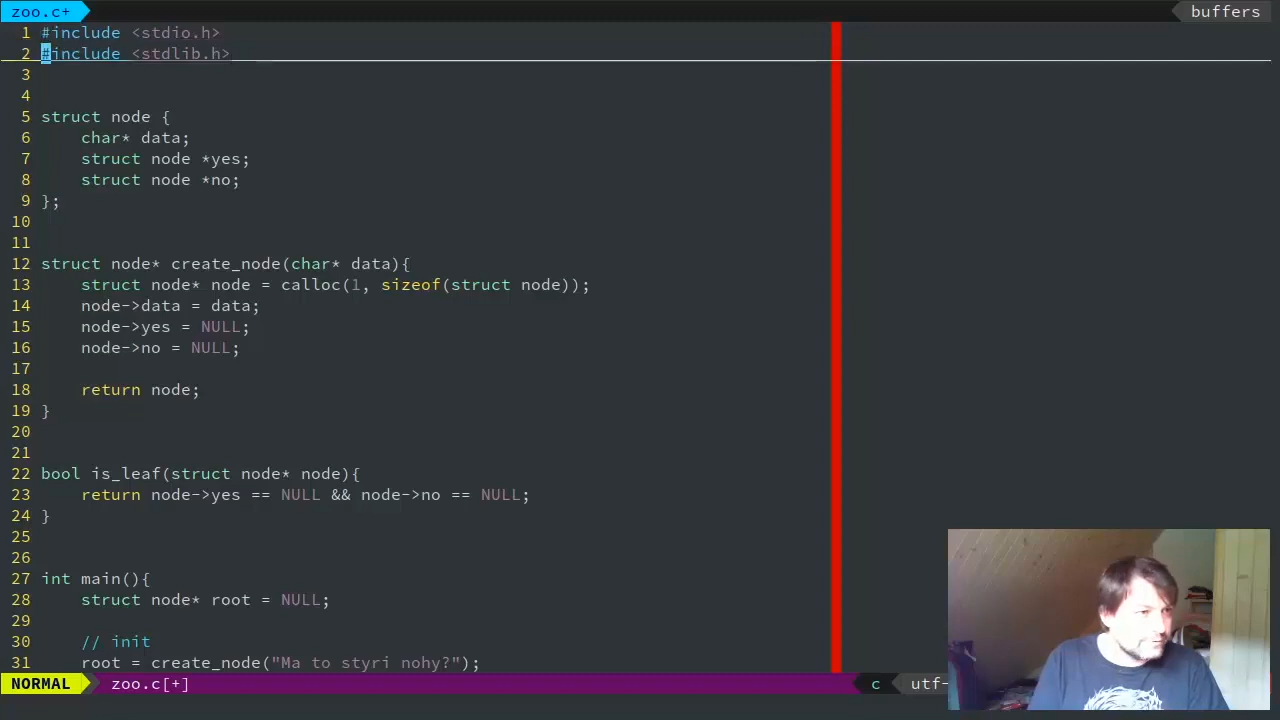 zoo.c+ buffers
1 #include <stdio.h>
2 #include <stdlib.h>
3
4
5 struct node {
6     char* data;
7     struct node *yes;
8     struct node *no;
9 };
10
11
12 struct node* create_node(char* data){
13     struct node* node = calloc(1, sizeof(struct node));
14     node->data = data;
15     node->yes = NULL;
16     node->no = NULL;
17
18     return node;
19 }
20
21
22 bool is_leaf(struct node* node){
23     return node->yes == NULL && node->no == NULL;
24 }
25
26
27 int main(){
28     struct node* root = NULL;
29
30     // init
31     root = create_node("Ma to styri nohy?");
NORMAL zoo.c[+] c utf-